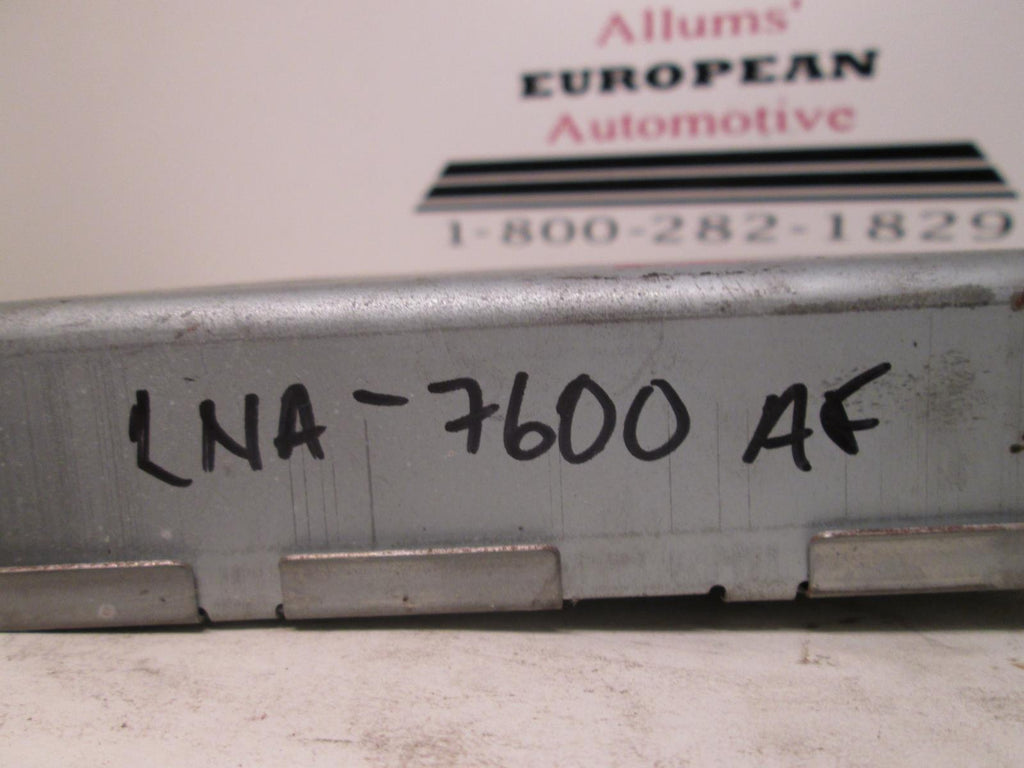 Allums'
EUROPEAN
Automotive
1-800-282-1829
LNA-7600 AF